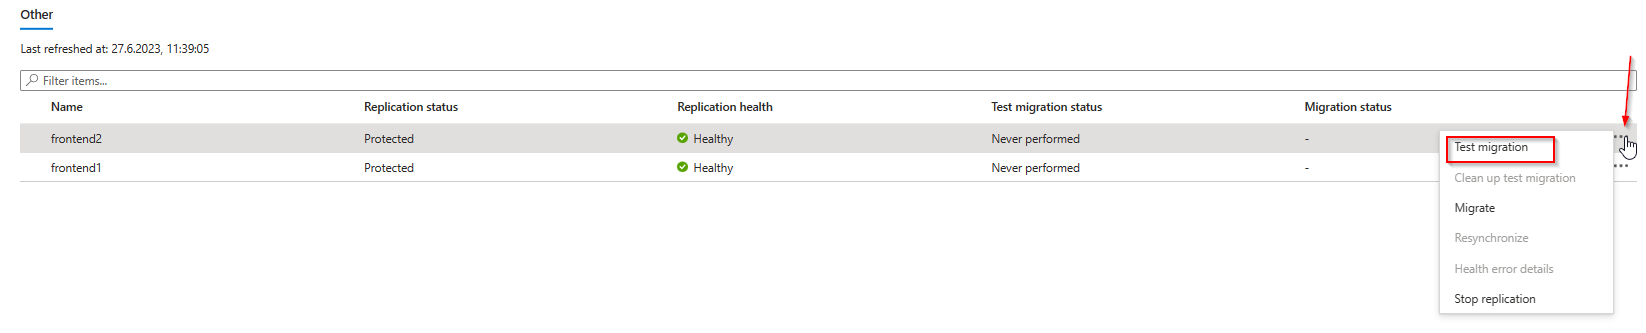 Other
Last refreshed at: 27.6.2023, 11:39:05
Filter items...
Name Replication status Replication health Test migration status Migration status
frontend2 Protected Healthy Never performed -
frontend1 Protected Healthy Never performed -
Test migration
Clean up test migration
Migrate
Resynchronize
Health error details
Stop replication